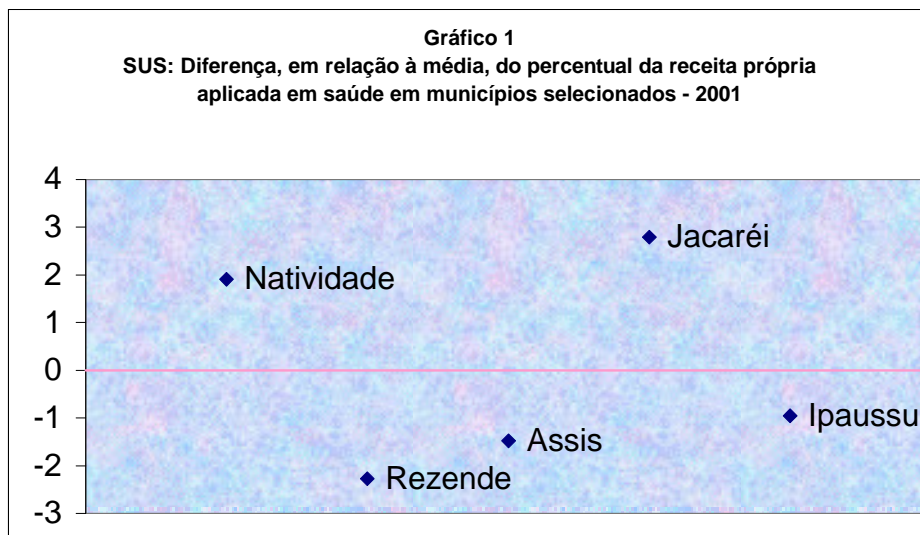 Gráfico 1
SUS: Diferença, em relação à média, do percentual da receita própria
aplicada em saúde em municípios selecionados - 2001
4
3
Jacaréi
2
Natividade
1
0
-1
Ipaussu
Assis
-2
Rezende
-3